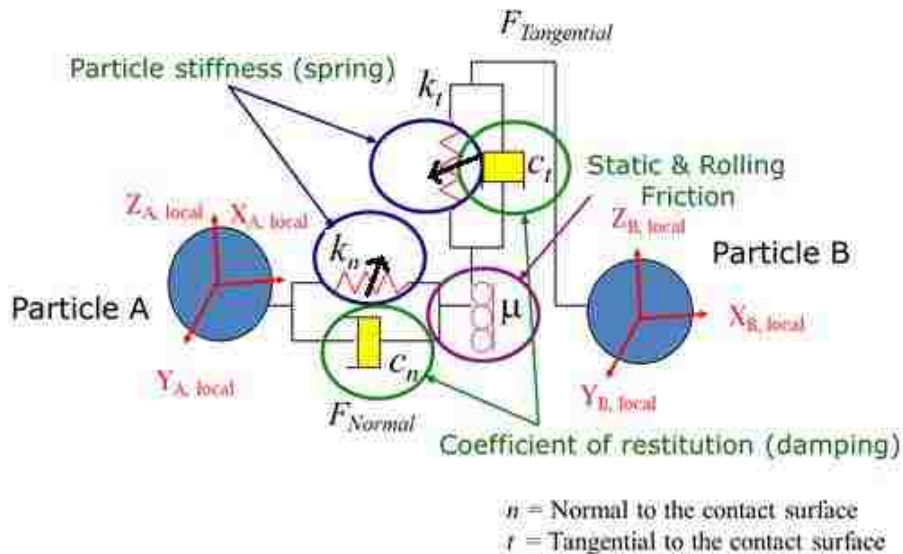 F_Tangential
Particle stiffness (spring)
k_t
c_t
Static & Rolling
Friction
Z_A, local
X_A, local
Z_B, local
Particle B
k_n
Particle A
μ
X_B, local
c_n
Y_A, local
Y_B, local
F_Normal
Coefficient of restitution (damping)
n = Normal to the contact surface
t = Tangential to the contact surface